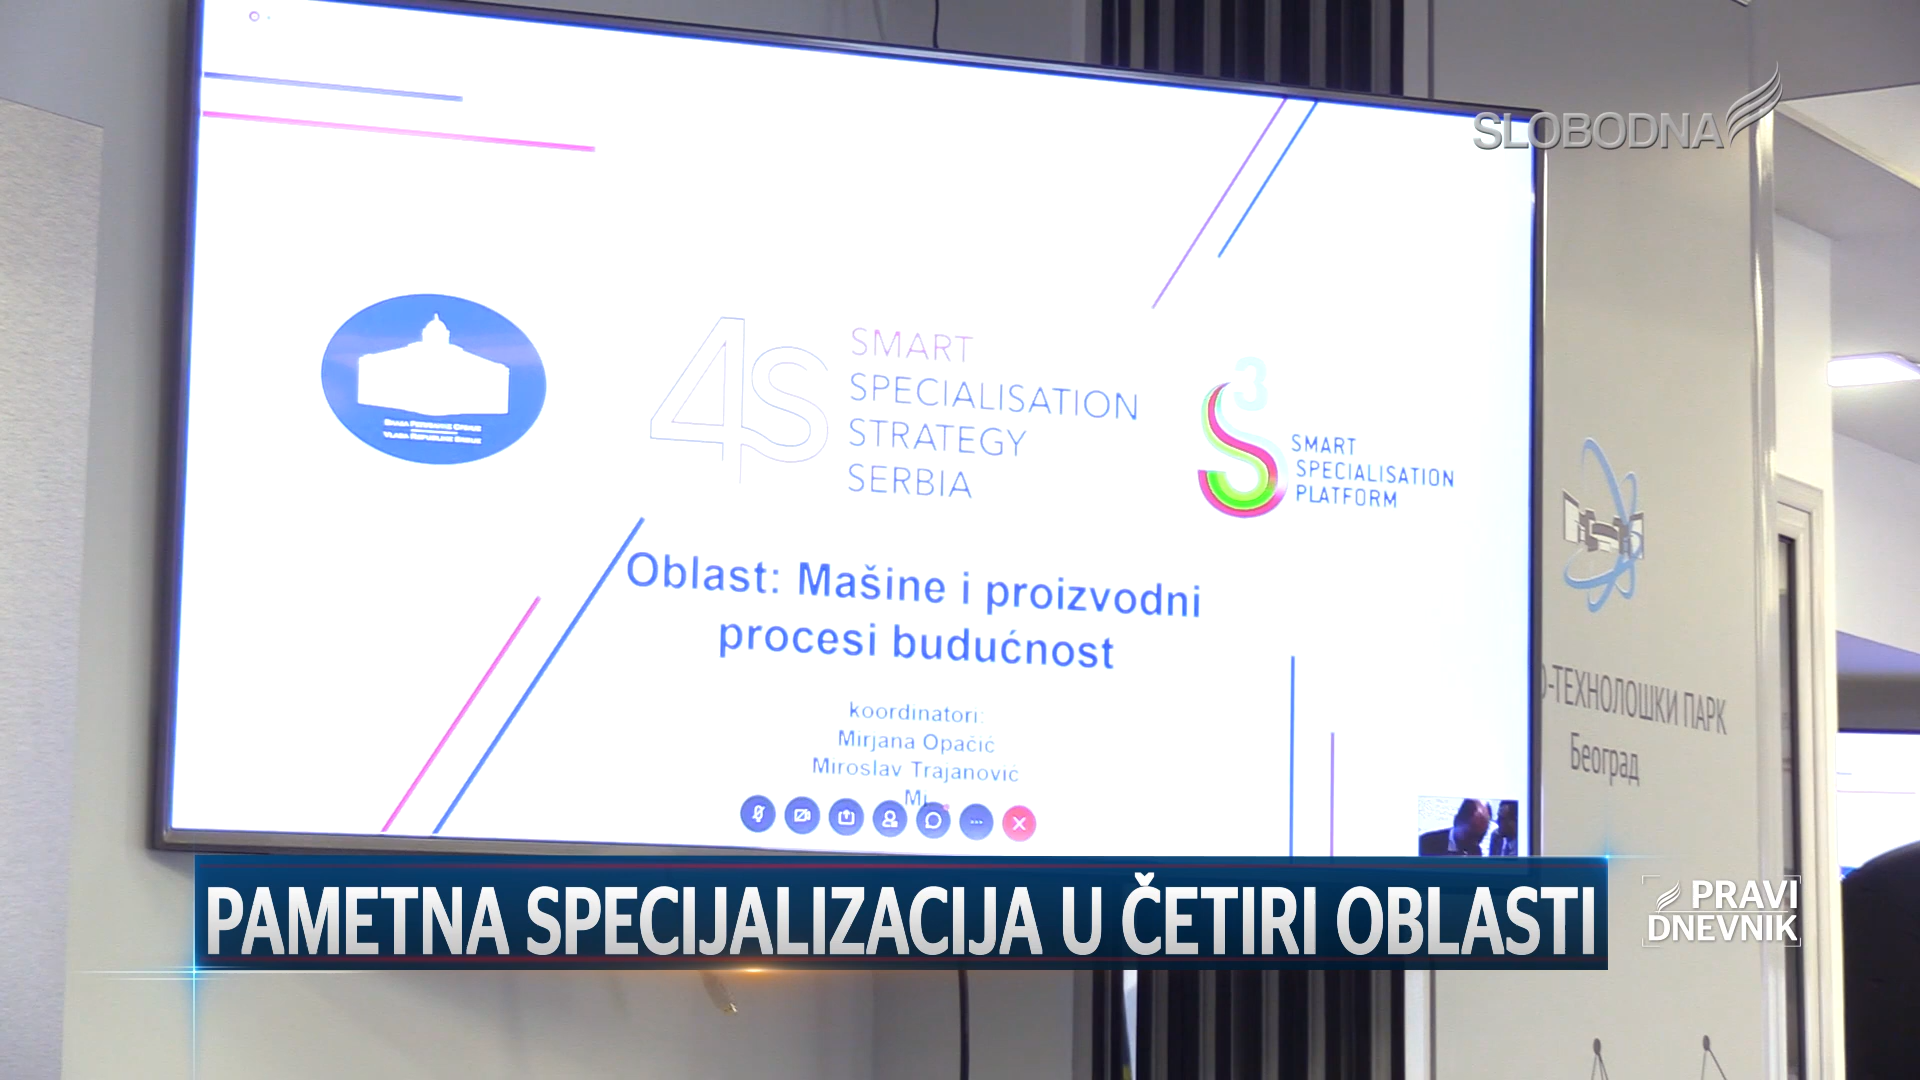 SLOBODNA
4S
SMART
SPECIALISATION
STRATEGY
SERBIA
S3
SMART
SPECIALISATION
PLATFORM
Oblast: Mašine i proizvodni
procesi budućnost
koordinatori:
Mirjana Opačić
Miroslav Trajanović
О-ТЕХНОЛОШКИ ПАРК
Београд
PAMETNA SPECIJALIZACIJA U ČETIRI OBLASTI
PRAVI
DNEVNIK